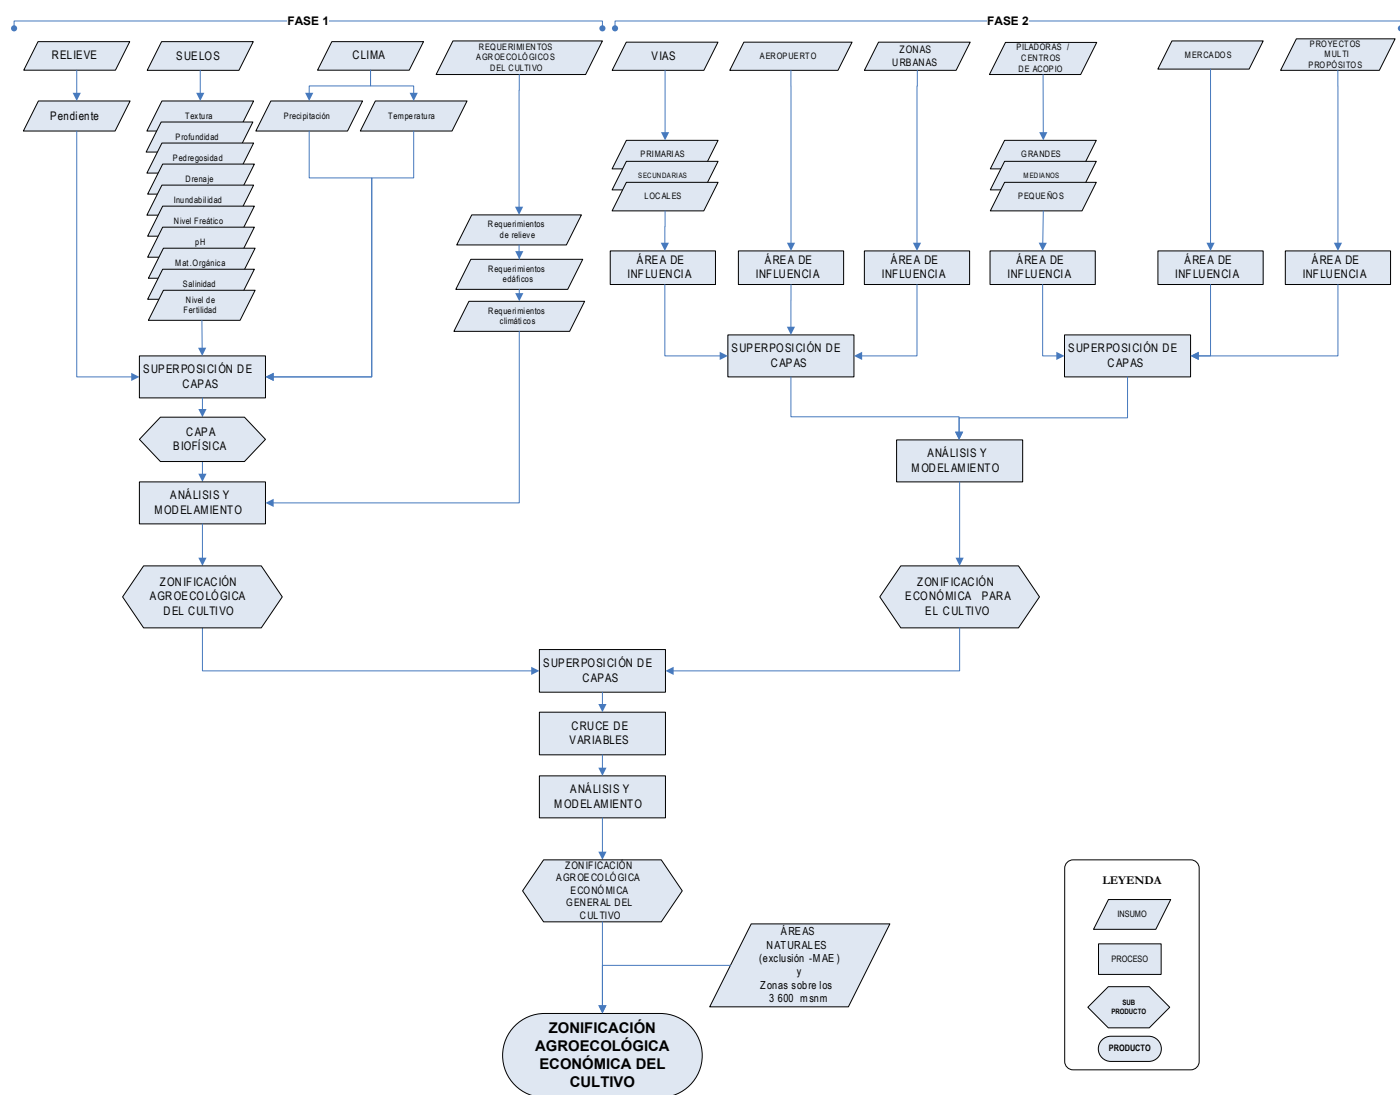 FASE 1
FASE 2
RELIEVE
SUELOS
CLIMA
REQUERIMIENTOS
AGROECOLÓGICOS
DEL CULTIVO
VIAS
AEROPUERTO
ZONAS
URBANAS
PILADORAS /
CENTROS
DE ACOPIO
MERCADOS
PROYECTOS
MULTI
PROPÓSITOS
Pendiente
Textura
Profundidad
Pedregosidad
Drenaje
Inundabilidad
Nivel Freático
pH
Mat.Orgánica
Salinidad
Nivel de
Fertilidad
Precipitación
Temperatura
Requerimientos
de relieve
Requerimientos
edáficos
Requerimientos
climáticos
PRIMARIAS
SECUNDARIAS
LOCALES
GRANDES
MEDIANOS
PEQUEÑOS
ÁREA DE
INFLUENCIA
ÁREA DE
INFLUENCIA
ÁREA DE
INFLUENCIA
ÁREA DE
INFLUENCIA
ÁREA DE
INFLUENCIA
ÁREA DE
INFLUENCIA
SUPERPOSICIÓN DE
CAPAS
SUPERPOSICIÓN DE
CAPAS
SUPERPOSICIÓN DE
CAPAS
CAPA
BIOFÍSICA
ANÁLISIS Y
MODELAMIENTO
ANÁLISIS Y
MODELAMIENTO
ZONIFICACIÓN
AGROECOLÓGICA
DEL CULTIVO
ZONIFICACIÓN
ECONÓMICA PARA
EL CULTIVO
SUPERPOSICIÓN DE
CAPAS
CRUCE DE
VARIABLES
ANÁLISIS Y
MODELAMIENTO
ZONIFICACIÓN
AGROECOLÓGICA
ECONÓMICA
GENERAL DEL
CULTIVO
ÁREAS
NATURALES
(exclusión -MAE)
y
Zonas sobre los
3 600 msnm
ZONIFICACIÓN
AGROECOLÓGICA
ECONÓMICA DEL
CULTIVO
LEYENDA
INSUMO
PROCESO
SUB
PRODUCTO
PRODUCTO